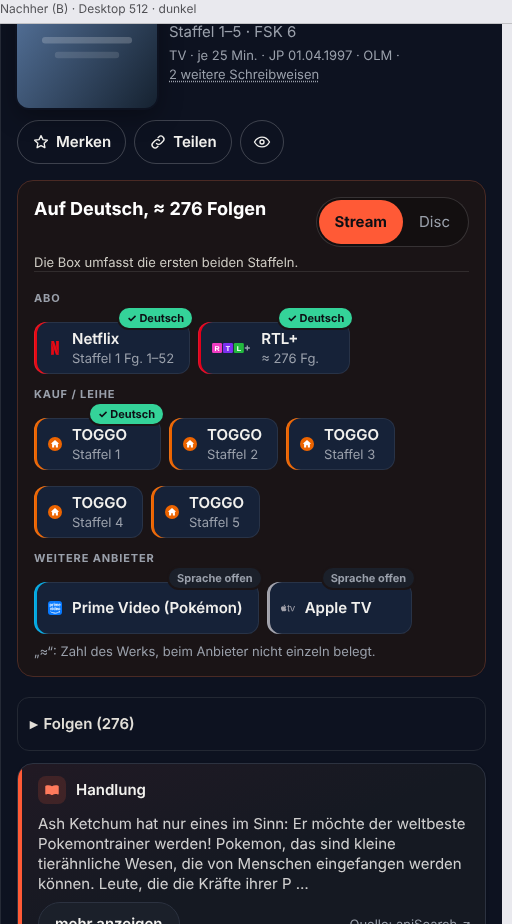 Nachher (B) · Desktop 512 · dunkel
Staffel 1–5 · FSK 6
TV · je 25 Min. · JP 01.04.1997 · OLM ·
2 weitere Schreibweisen
Merken
Teilen
Auf Deutsch, ≈ 276 Folgen
Stream
Disc
Die Box umfasst die ersten beiden Staffeln.
ABO
✓ Deutsch
✓ Deutsch
N
Netflix
Staffel 1 Fg. 1–52
RTL+
RTL+
≈ 276 Fg.
KAUF / LEIHE
✓ Deutsch
TOGGO
Staffel 1
TOGGO
Staffel 2
TOGGO
Staffel 3
TOGGO
Staffel 4
TOGGO
Staffel 5
WEITERE ANBIETER
Sprache offen
Sprache offen
Prime Video (Pokémon)
tv
Apple TV
„≈“: Zahl des Werks, beim Anbieter nicht einzeln belegt.
▸ Folgen (276)
Handlung
Ash Ketchum hat nur eines im Sinn: Er möchte der weltbeste
Pokemontrainer werden! Pokemon, das sind kleine
tierähnliche Wesen, die von Menschen eingefangen werden
können. Leute, die die Kräfte ihrer P ...
mehr anzeigen
Quelle: aniSearch ↗